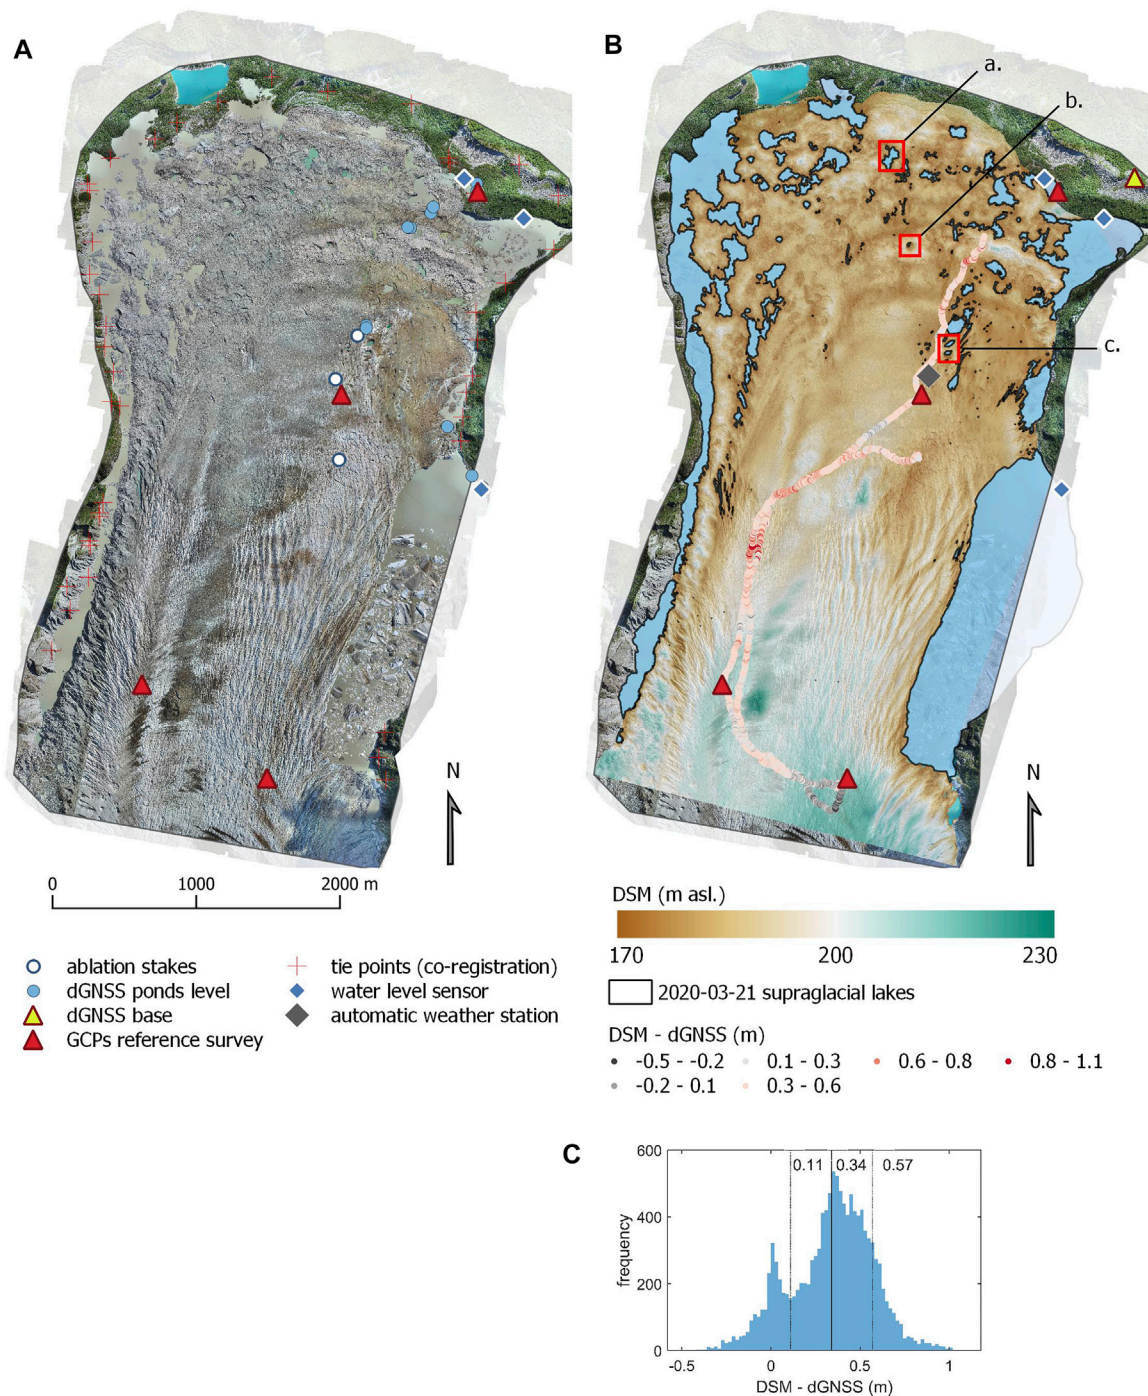 A
B
a.
b.
c.
N
N
0 1000 2000 m
ablation stakes
dGNSS ponds level
dGNSS base
GCPs reference survey
tie points (co-registration)
water level sensor
automatic weather station
DSM (m asl.)
170 200 230
2020-03-21 supraglacial lakes
DSM - dGNSS (m)
-0.5 - -0.2 0.1 - 0.3 0.6 - 0.8 0.8 - 1.1
-0.2 - 0.1 0.3 - 0.6
C
600
0.11 0.34 0.57
400
frequency
200
0
-0.5 0 0.5 1
DSM - dGNSS (m)